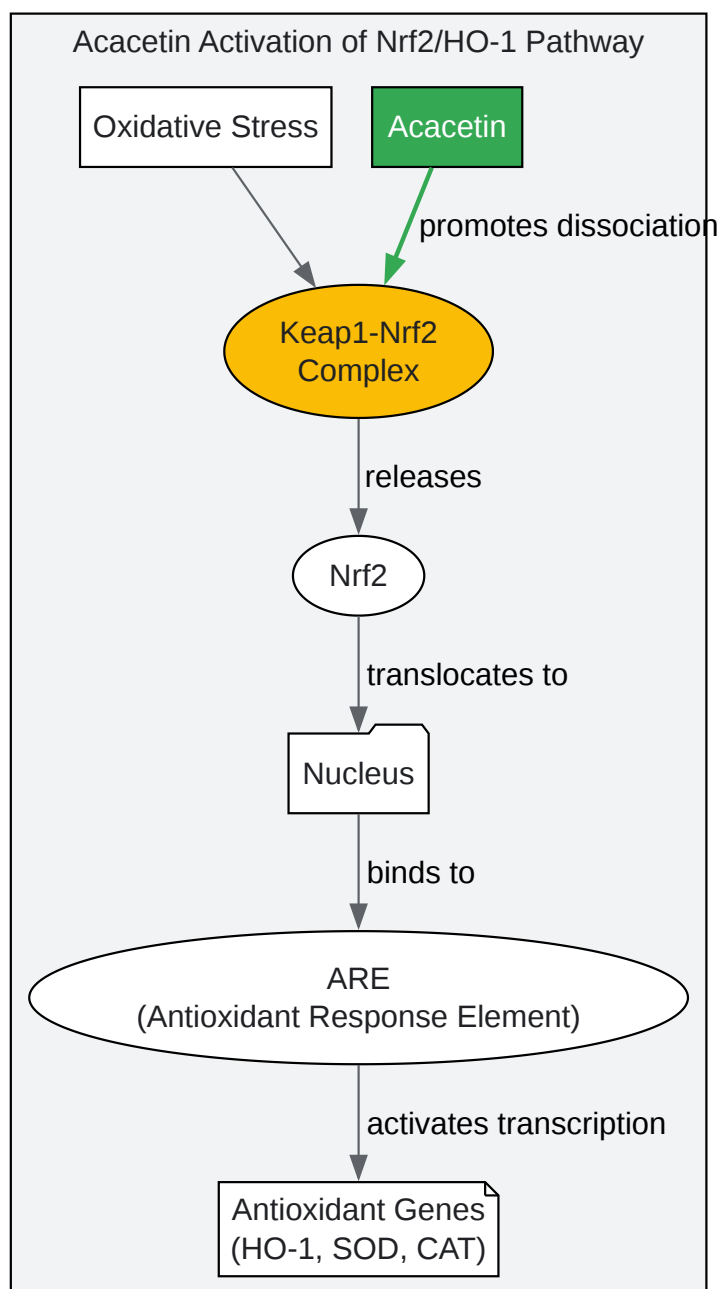 Acacetin Activation of Nrf2/HO-1 Pathway
Oxidative Stress
Acacetin
promotes dissociation
Keap1-Nrf2
Complex
releases
Nrf2
translocates to
Nucleus
binds to
ARE
(Antioxidant Response Element)
activates transcription
Antioxidant Genes
(HO-1, SOD, CAT)